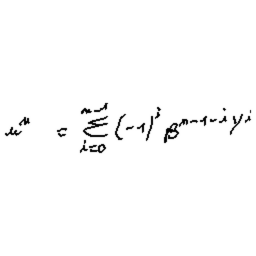 u^n = \sum_{i=0}^{n-1} (-1)^i β^{n-1-i} y^i